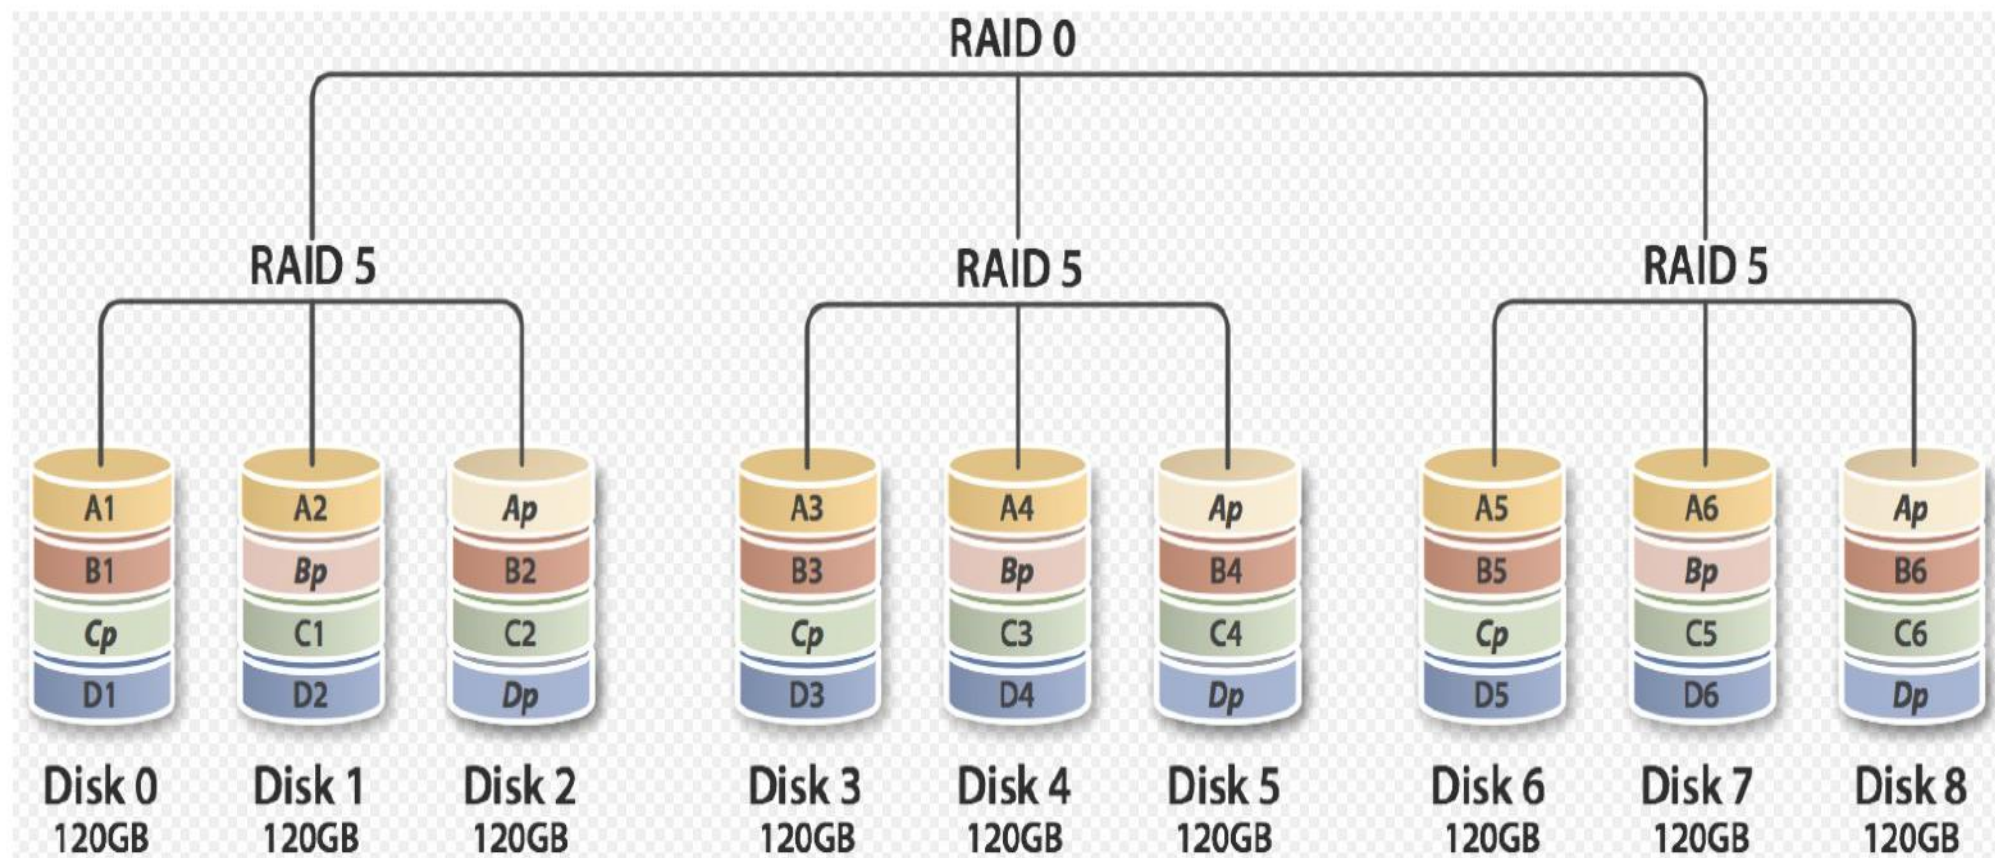 RAID 0
RAID 5 RAID 5 RAID 5
A1 A2 Ap A3 A4 Ap A5 A6 Ap
B1 Bp B2 B3 Bp B4 B5 Bp B6
Cp C1 C2 Cp C3 C4 Cp C5 C6
D1 D2 Dp D3 D4 Dp D5 D6 Dp
Disk 0 Disk 1 Disk 2 Disk 3 Disk 4 Disk 5 Disk 6 Disk 7 Disk 8
120GB 120GB 120GB 120GB 120GB 120GB 120GB 120GB 120GB